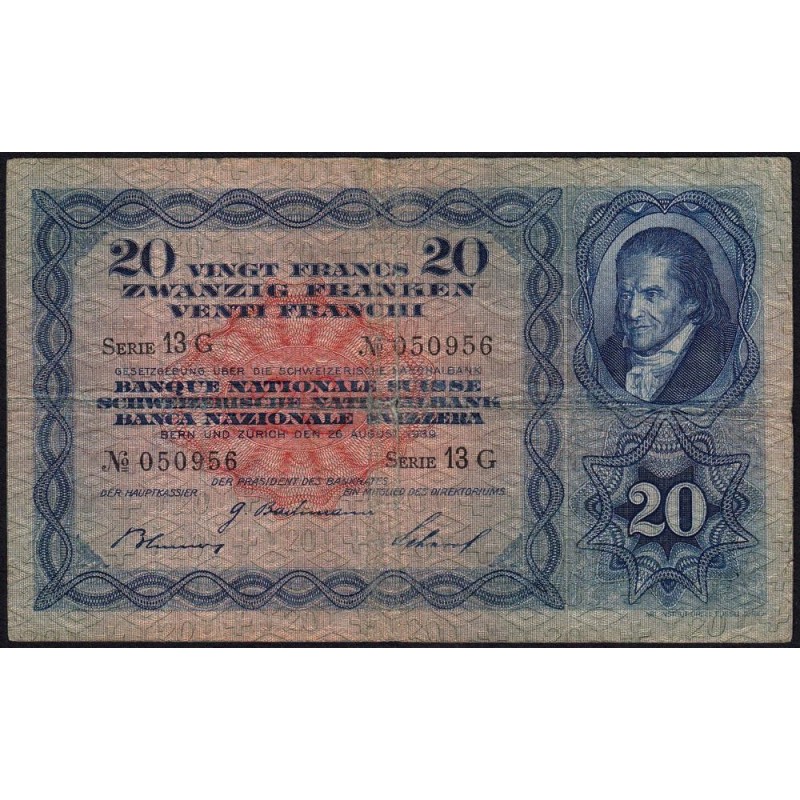 20 VINGT FRANCS 20
ZWANZIG FRANKEN
VENTI FRANCHI
SERIE 13 G № 050956
GESETZGEBUNG ÜBER DIE SCHWEIZERISCHE NATIONALBANK
BANQUE NATIONALE SUISSE
SCHWEIZERISCHE NATIONALBANK
BANCA NAZIONALE SVIZZERA
BERN UND ZÜRICH DEN 26 AUGUST 1939
№ 050956 SERIE 13 G
DER PRÄSIDENT DES BANKRATES
DER HAUPTKASSIER. EIN MITGLIED DES DIREKTORIUMS.
G. Bachmann
20